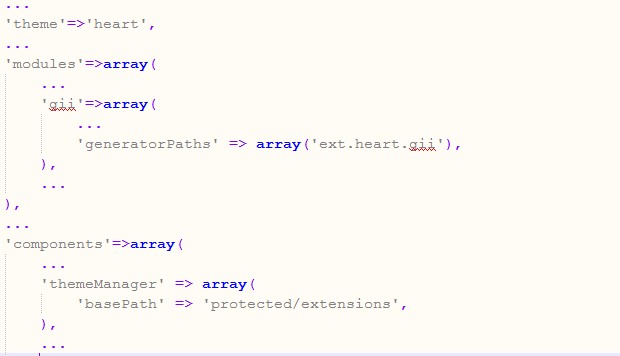 ...
'theme'=>'heart',
...
'modules'=>array(
...
'gii'=>array(
...
'generatorPaths' => array('ext.heart.gii'),
),
...
),
...
'components'=>array(
...
'themeManager' => array(
'basePath' => 'protected/extensions',
),
...